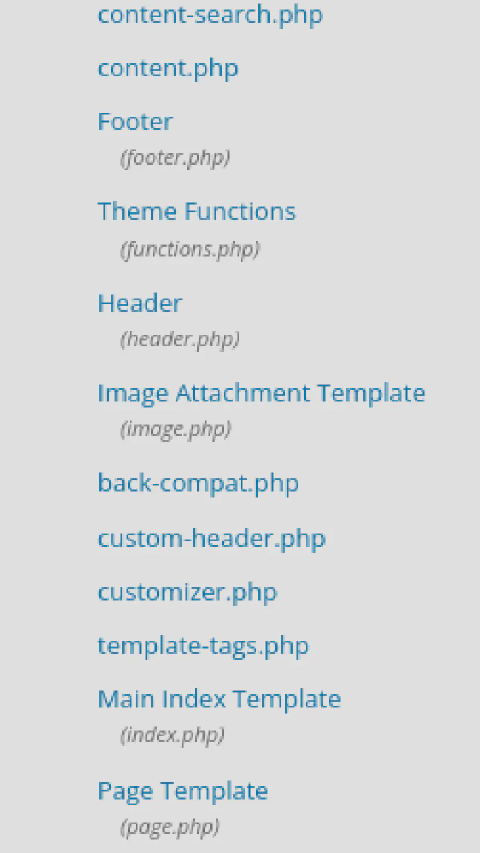 content-search.php
content.php
Footer
(footer.php)
Theme Functions
(functions.php)
Header
(header.php)
Image Attachment Template
(image.php)
back-compat.php
custom-header.php
customizer.php
template-tags.php
Main Index Template
(index.php)
Page Template
(page.php)